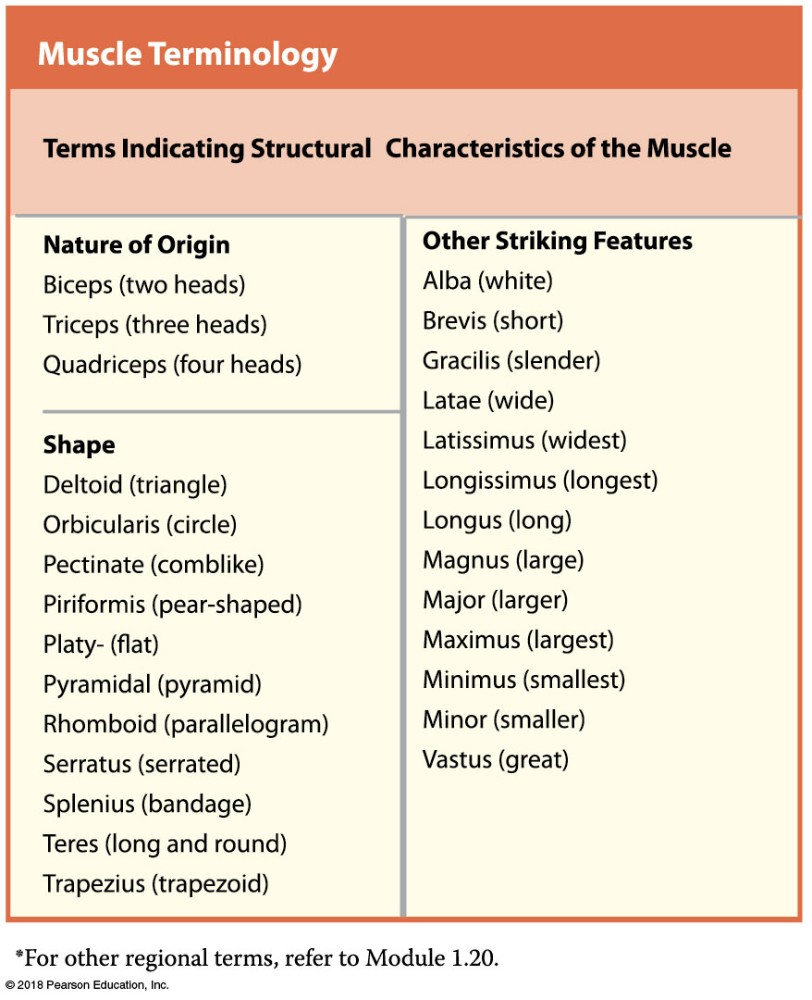 Muscle Terminology
Terms Indicating Structural Characteristics of the Muscle
Nature of Origin
Biceps (two heads)
Triceps (three heads)
Quadriceps (four heads)
Shape
Deltoid (triangle)
Orbicularis (circle)
Pectinate (comblike)
Piriformis (pear-shaped)
Platy- (flat)
Pyramidal (pyramid)
Rhomboid (parallelogram)
Serratus (serrated)
Splenius (bandage)
Teres (long and round)
Trapezius (trapezoid)
Other Striking Features
Alba (white)
Brevis (short)
Gracilis (slender)
Latae (wide)
Latissimus (widest)
Longissimus (longest)
Longus (long)
Magnus (large)
Major (larger)
Maximus (largest)
Minimus (smallest)
Minor (smaller)
Vastus (great)
*For other regional terms, refer to Module 1.20.
© 2018 Pearson Education, Inc.